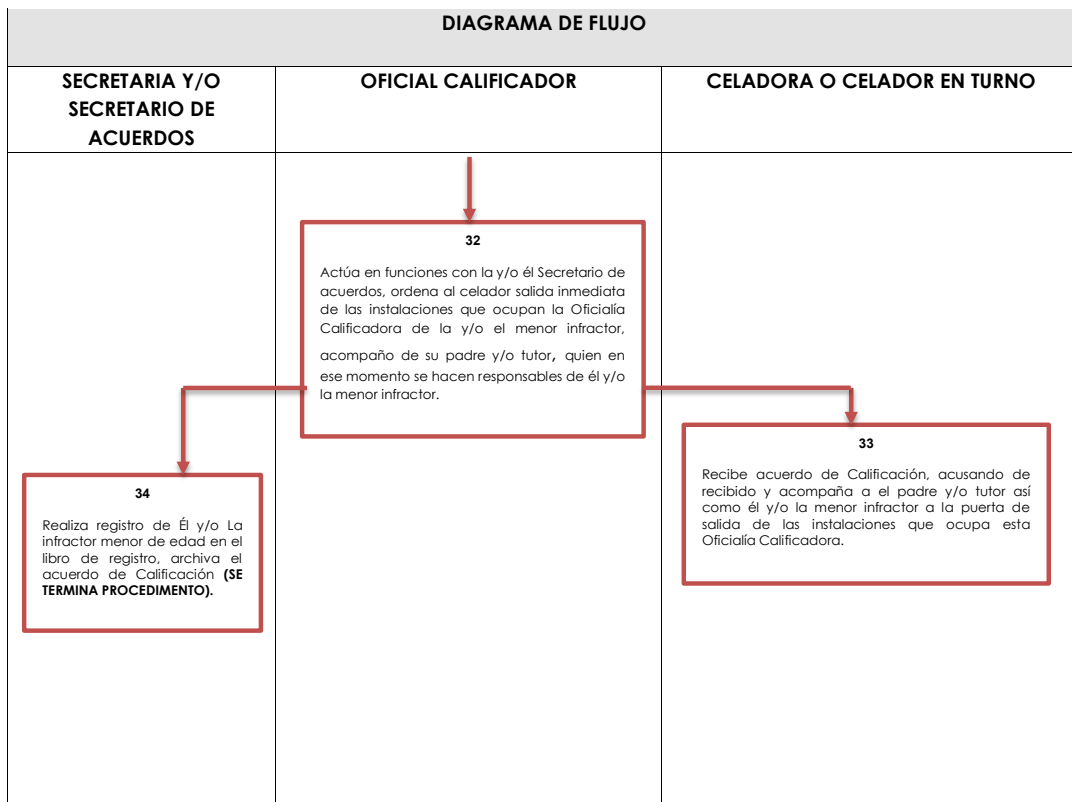 DIAGRAMA DE FLUJO
SECRETARIA Y/O
SECRETARIO DE
ACUERDOS
OFICIAL CALIFICADOR
CELADORA O CELADOR EN TURNO
32
Actúa en funciones con la y/o él Secretario de
acuerdos, ordena al celador salida inmediata
de las instalaciones que ocupan la Oficialía
Calificadora de la y/o el menor infractor,
acompaño de su padre y/o tutor, quien en
ese momento se hacen responsables de él y/o
la menor infractor.
33
Recibe acuerdo de Calificación, acusando de
recibido y acompaña a el padre y/o tutor así
como él y/o la menor infractor a la puerta de
salida de las instalaciones que ocupa esta
Oficialía Calificadora.
34
Realiza registro de Él y/o La
infractor menor de edad en el
libro de registro, archiva el
acuerdo de Calificación (SE
TERMINA PROCEDIMENTO).